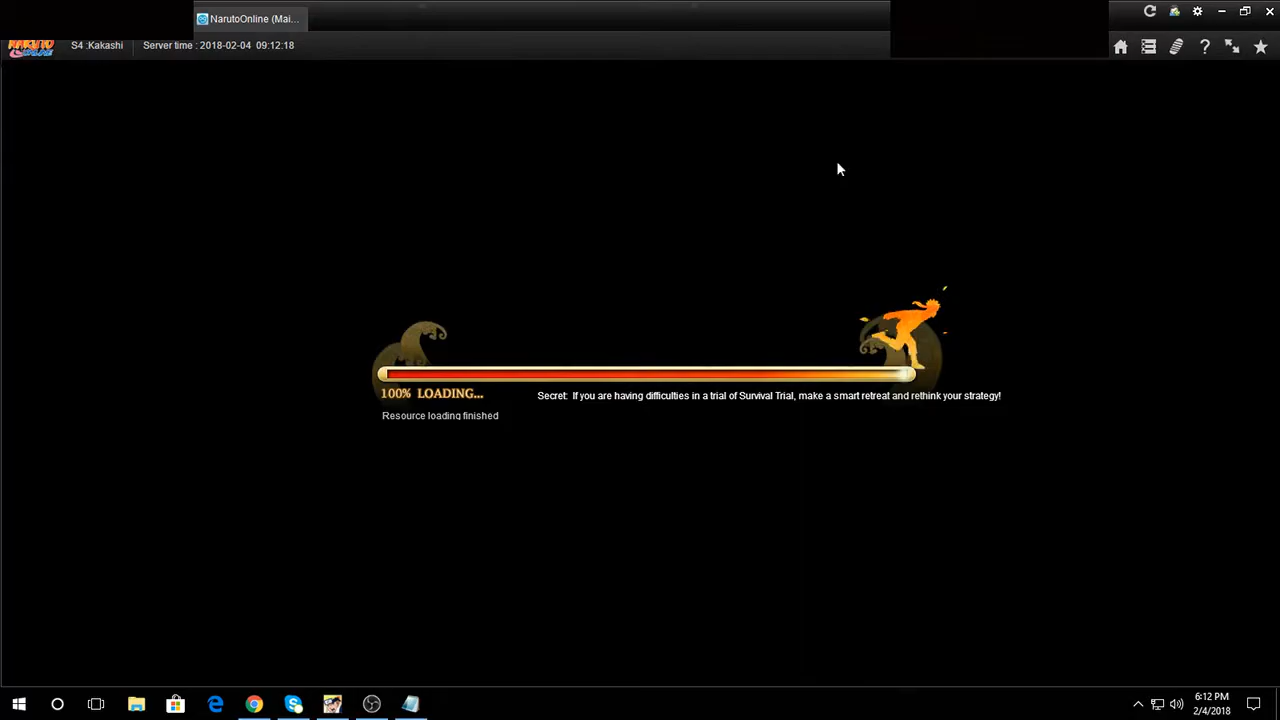 NarutoOnline (Mai...
NARUTO
ONLINE
S4 :Kakashi
Server time : 2018-02-04 09:12:18
100% LOADING...
Secret: If you are having difficulties in a trial of Survival Trial, make a smart retreat and rethink your strategy!
Resource loading finished
6:12 PM
2/4/2018